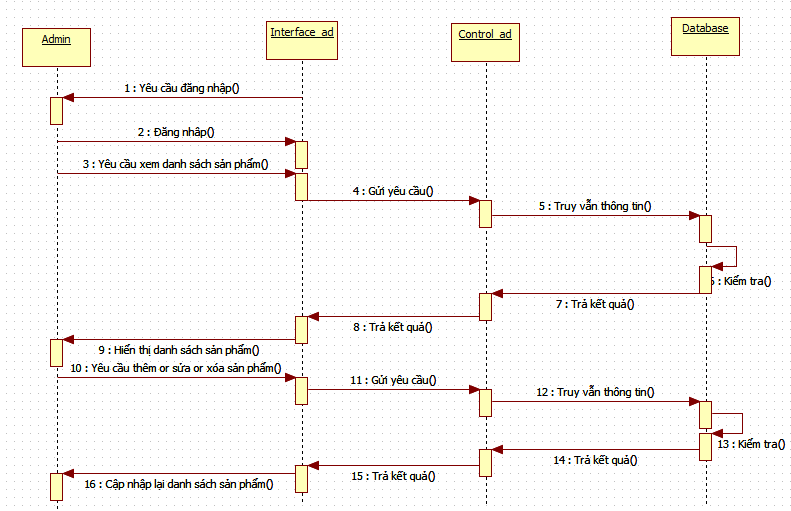 Admin
Interface_ad
Control_ad
Database
1 : Yêu cầu đăng nhập()
2 : Đăng nhâp()
3 : Yêu cầu xem danh sách sản phẩm()
4 : Gửi yêu cầu()
5 : Truy vẫn thông tin()
6 : Kiểm tra()
7 : Trả kết quả()
8 : Trả kết quả()
9 : Hiển thị danh sách sản phẩm()
10 : Yêu cầu thêm or sửa or xóa sản phẩm()
11 : Gửi yêu cầu()
12 : Truy vẫn thông tin()
13 : Kiểm tra()
14 : Trả kết quả()
15 : Trả kết quả()
16 : Cập nhập lại danh sách sản phẩm()